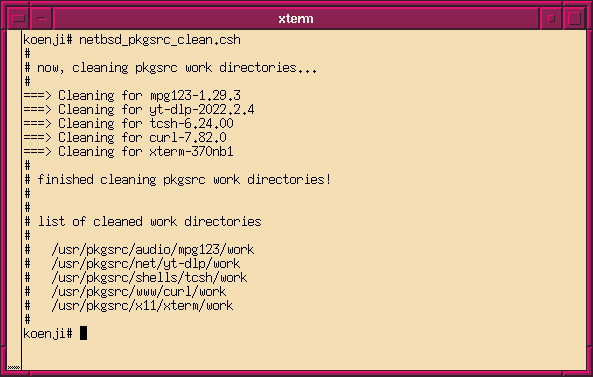 xterm
koenji# netbsd_pkgsrc_clean.csh
#
# now, cleaning pkgsrc work directories...
#
===> Cleaning for mpg123-1.29.3
===> Cleaning for yt-dlp-2022.2.4
===> Cleaning for tcsh-6.24.00
===> Cleaning for curl-7.82.0
===> Cleaning for xterm-370nb1
#
# finished cleaning pkgsrc work directories!
#
#
# list of cleaned work directories
#
#   /usr/pkgsrc/audio/mpg123/work
#   /usr/pkgsrc/net/yt-dlp/work
#   /usr/pkgsrc/shells/tcsh/work
#   /usr/pkgsrc/www/curl/work
#   /usr/pkgsrc/x11/xterm/work
#
koenji#